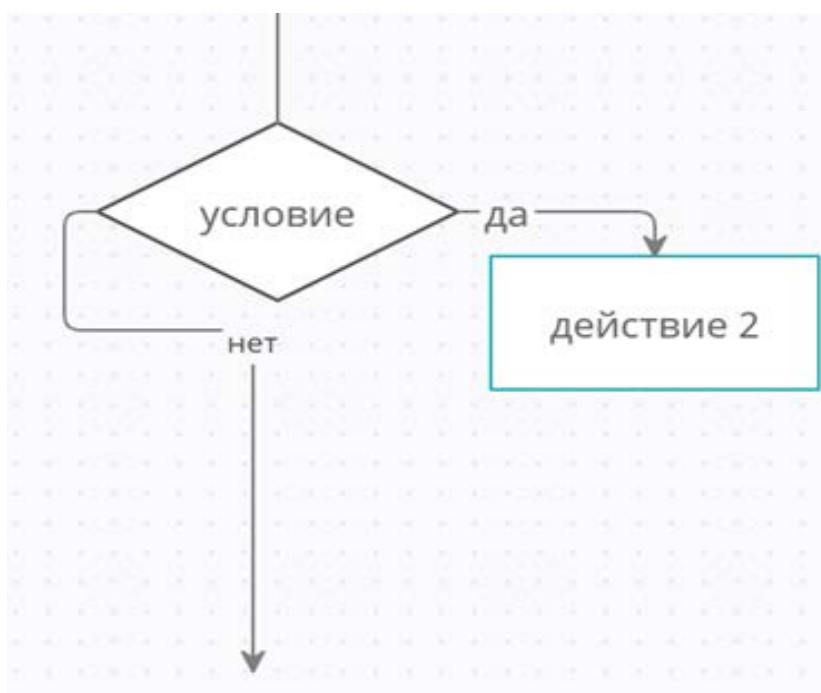 условие
да
действие 2
нет